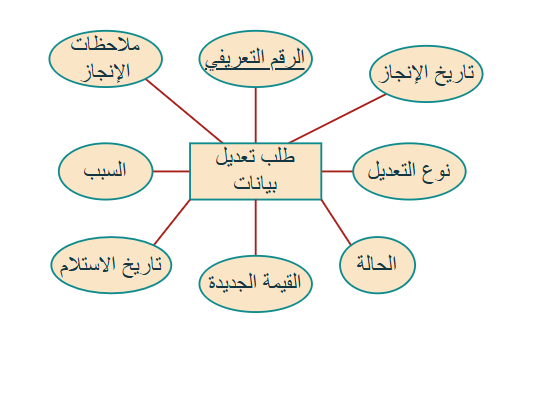 ملاحظات
الإنجاز
الرقم التعريفي
تاريخ الإنجاز
السبب
طلب تعديل
بيانات
نوع التعديل
تاريخ الاستلام
القيمة الجديدة
الحالة